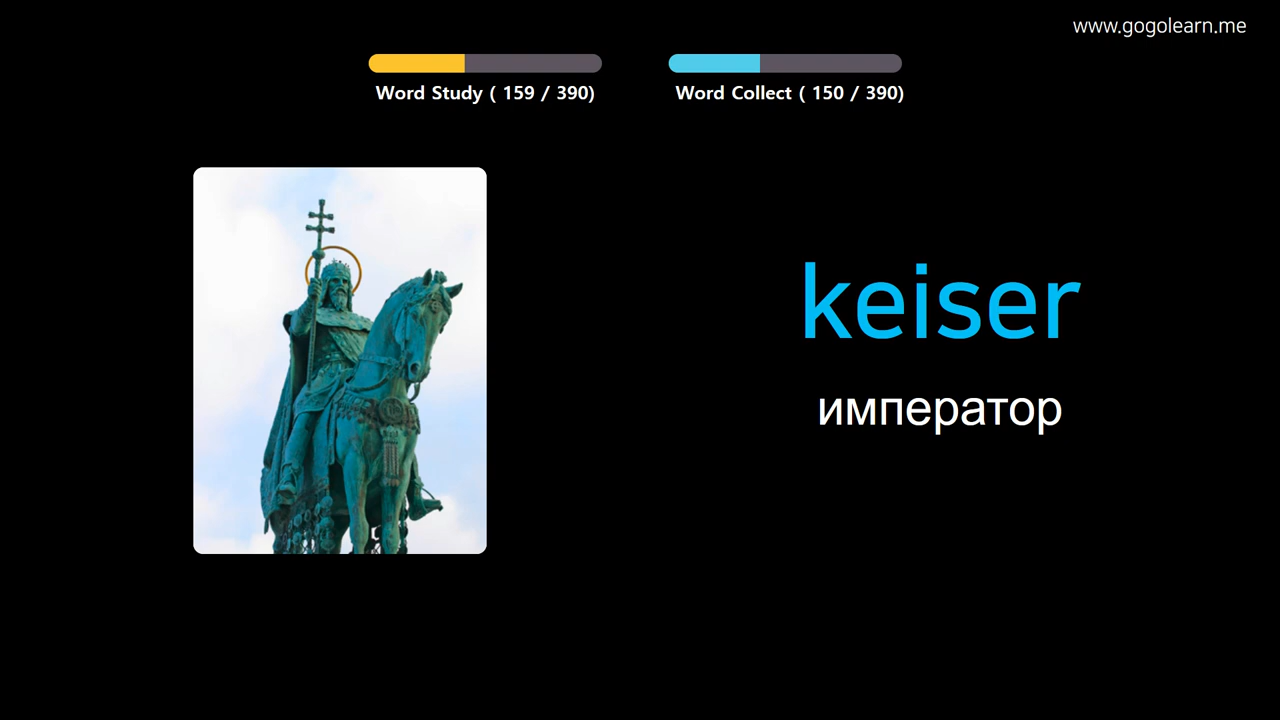 www.gogolearn.me
Word Study ( 159 / 390)
Word Collect ( 150 / 390)
keiser
император